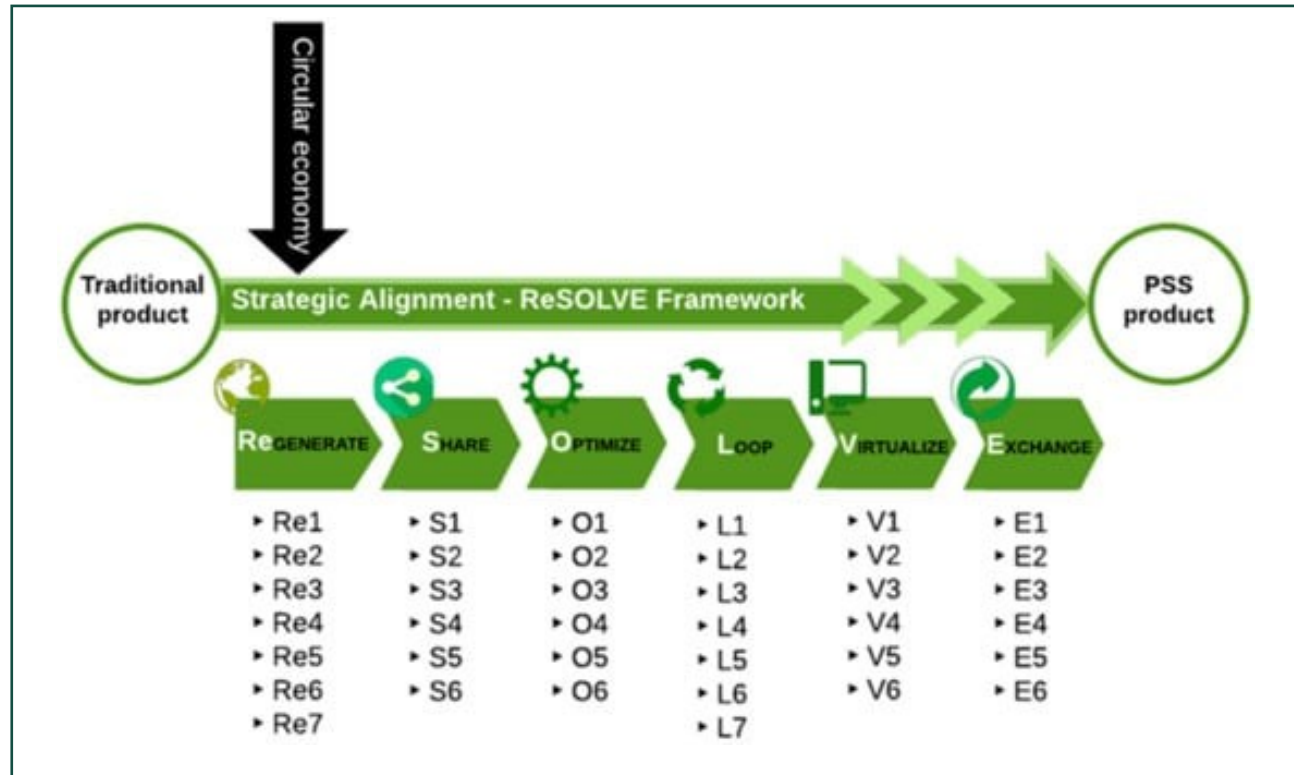 Circular economy
Traditional
product
Strategic Alignment - ReSOLVE Framework
PSS
product
ReGENERATE
SHARE
OPTIMIZE
LOOP
VIRTUALIZE
EXCHANGE
‣ Re1
‣ Re2
‣ Re3
‣ Re4
‣ Re5
‣ Re6
‣ Re7
‣ S1
‣ S2
‣ S3
‣ S4
‣ S5
‣ S6
‣ O1
‣ O2
‣ O3
‣ O4
‣ O5
‣ O6
‣ L1
‣ L2
‣ L3
‣ L4
‣ L5
‣ L6
‣ L7
‣ V1
‣ V2
‣ V3
‣ V4
‣ V5
‣ V6
‣ E1
‣ E2
‣ E3
‣ E4
‣ E5
‣ E6